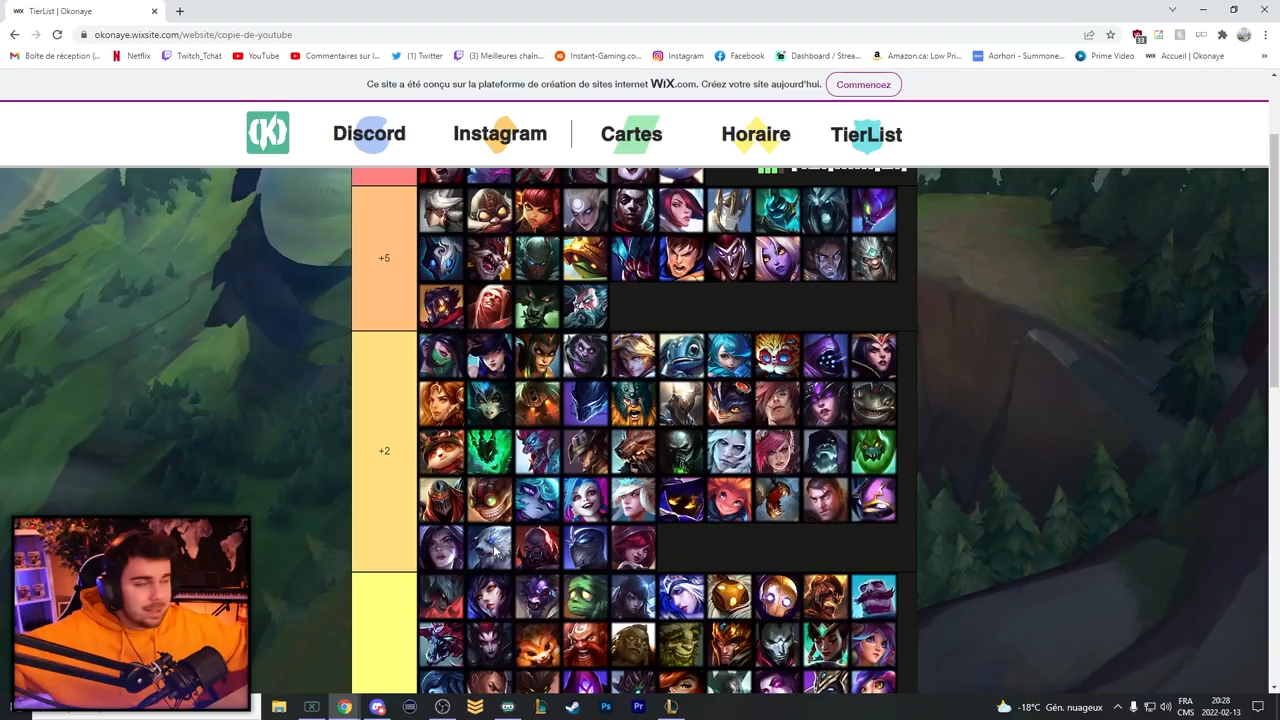 WiX TierList | Okonaye
okonaye.wixsite.com/website/copie-de-youtube
33
Boîte de réception (... Netflix Twitch_Tchat YouTube Commentaires sur l... (1) Twitter (3) Meilleures chaîn... Instant-Gaming.co... Instagram Facebook Dashboard / Strea... Amazon.ca: Low Pri... Aorhori - Summone... Prime Video WiX Accueil | Okonaye »
Ce site a été conçu sur la plateforme de création de sites internet WiX.com. Créez votre site aujourd'hui. Commencez
Discord Instagram Cartes Horaire TierList
+5
+2
-18°C Gén. nuageux FRA 20:28
CMS 2022-02-13